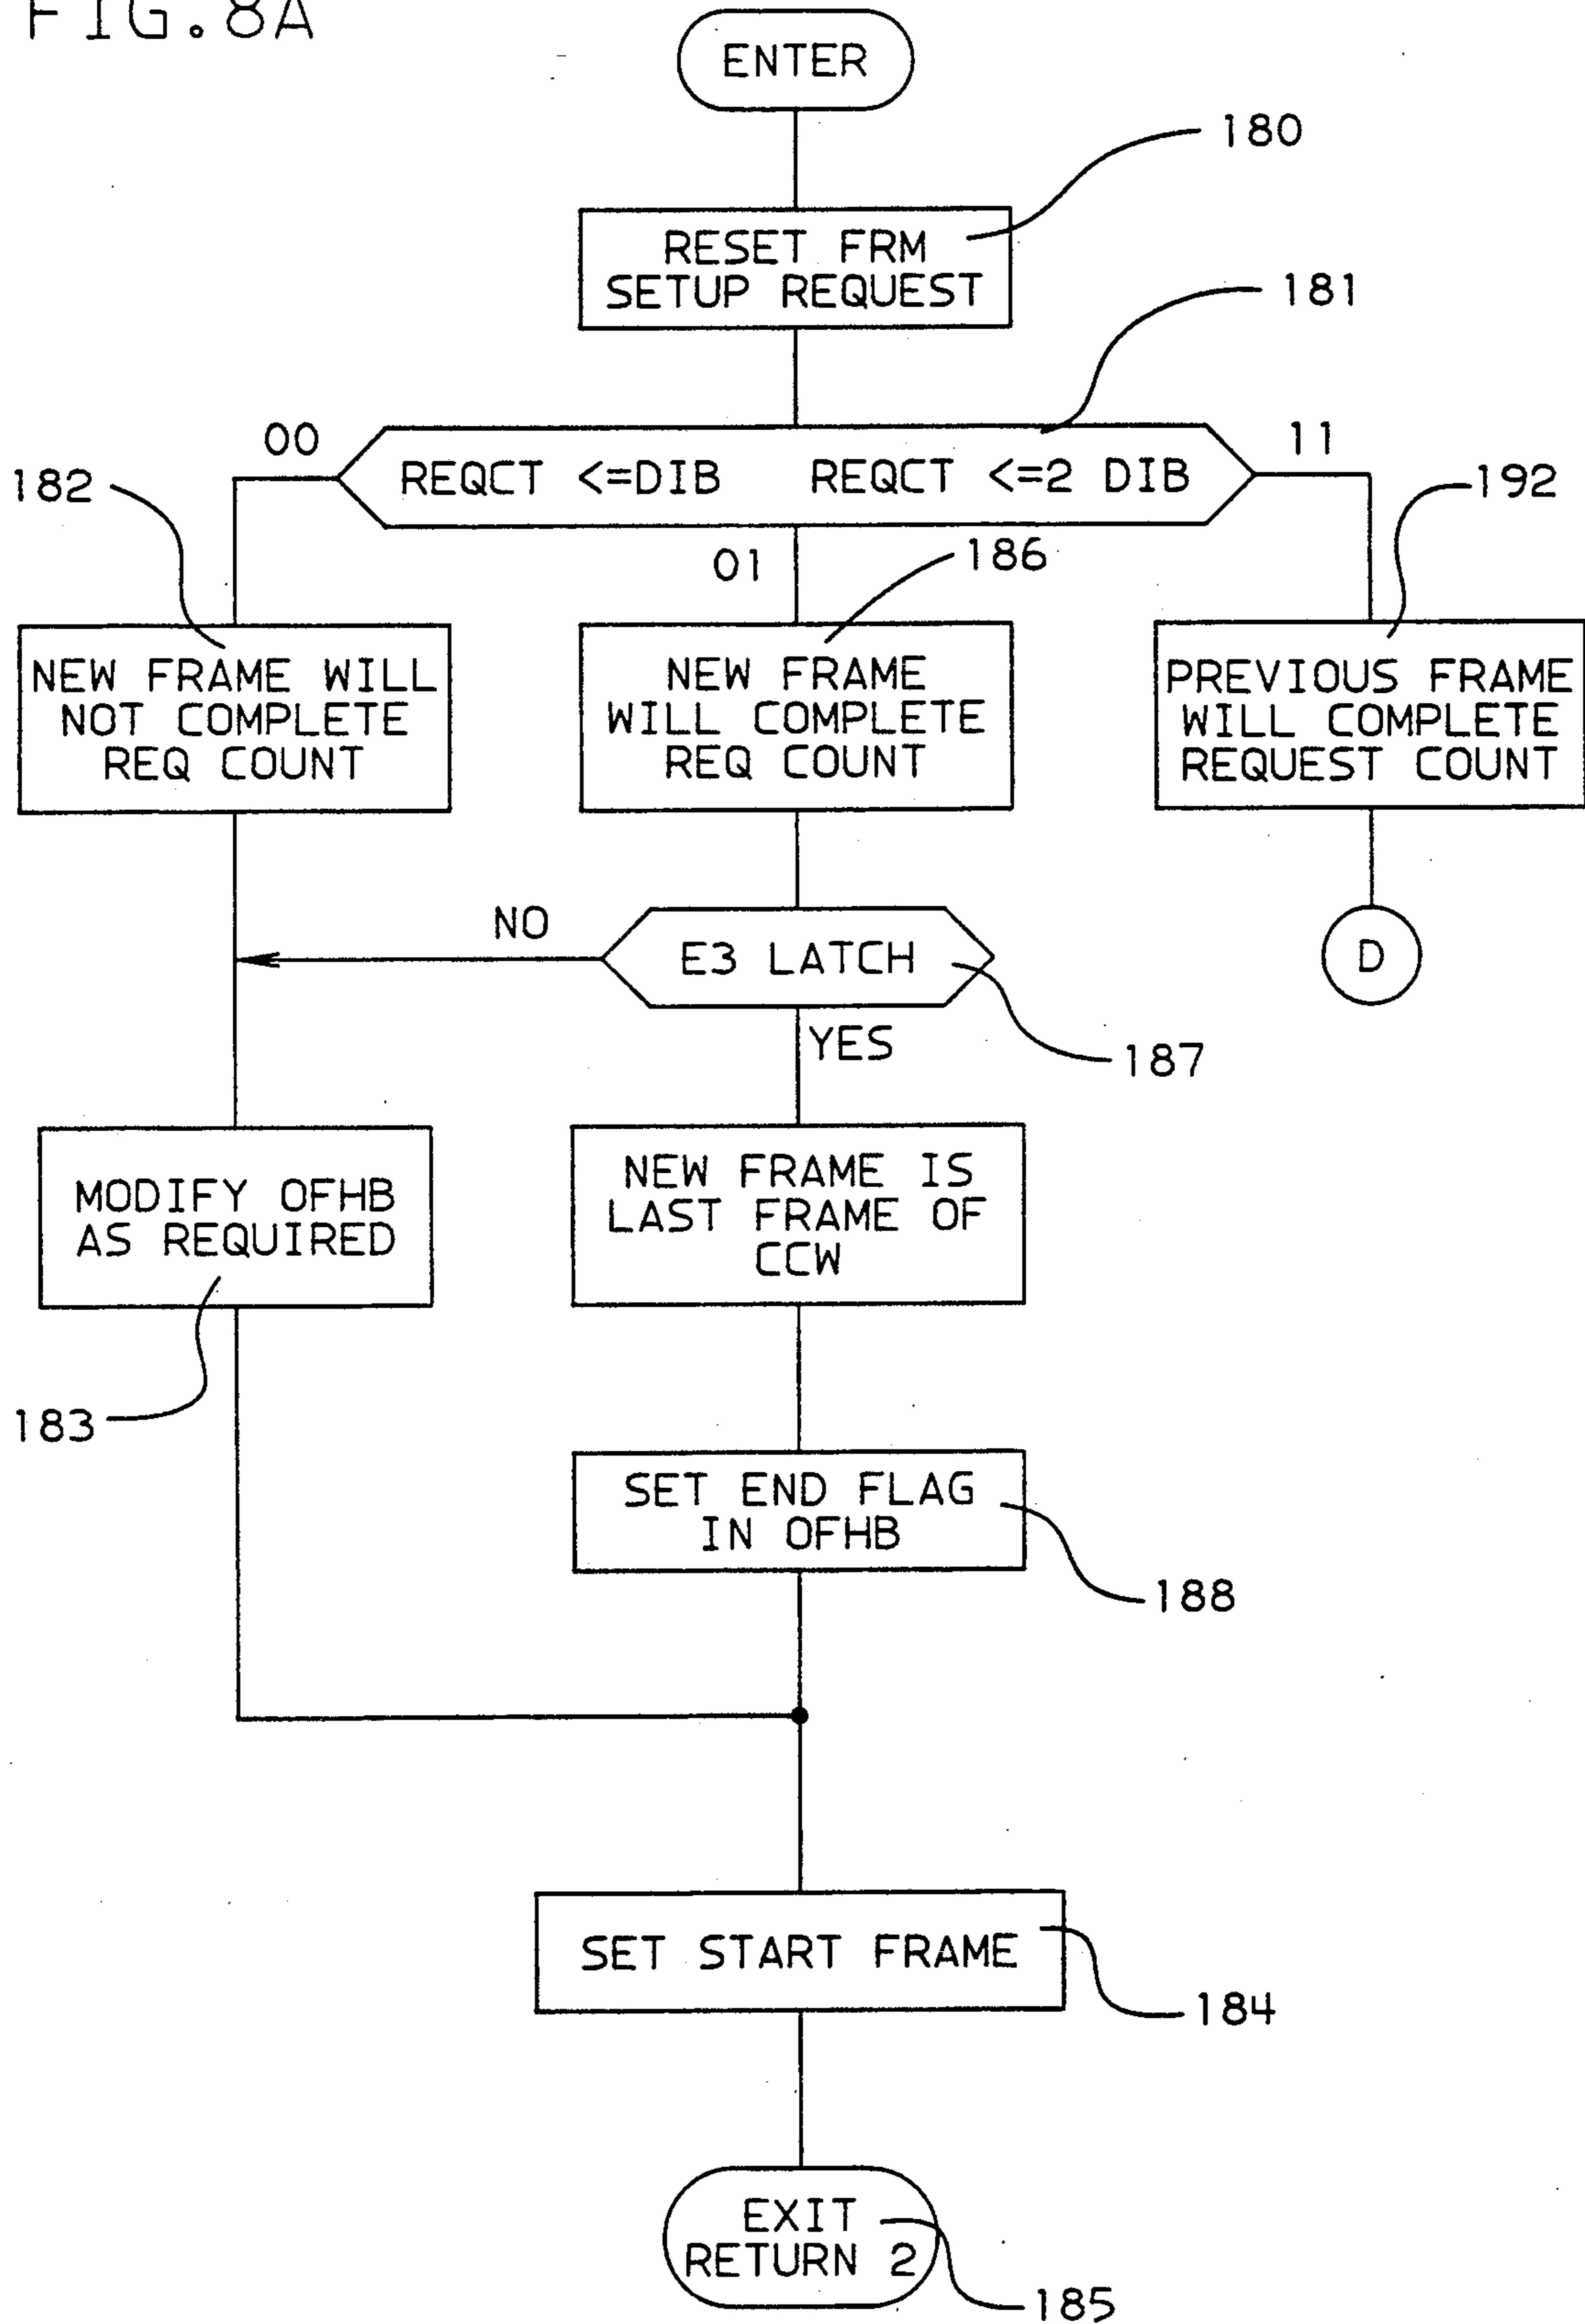 FIG.8A
ENTER
180
RESET FRM
SETUP REQUEST
181
00
11
REQCT <=DIB REQCT <=2 DIB
182
192
01
186
NEW FRAME WILL
NOT COMPLETE
REQ COUNT
NEW FRAME
WILL COMPLETE
REQ COUNT
PREVIOUS FRAME
WILL COMPLETE
REQUEST COUNT
NO
E3 LATCH
D
YES
187
MODIFY OFHB
AS REQUIRED
NEW FRAME IS
LAST FRAME OF
CCW
183
SET END FLAG
IN OFHB
188
SET START FRAME
184
EXIT
RETURN 2
185